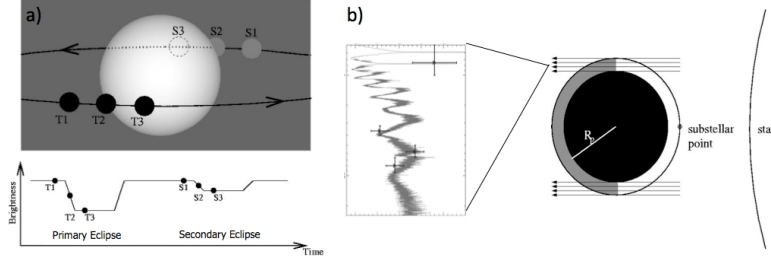 a)
S3
S2
S1
T1
T2
T3
Brightness
T1
T2
T3
S1
S2
S3
Primary Eclipse
Secondary Eclipse
Time
b)
Rp
substellar
point
sta